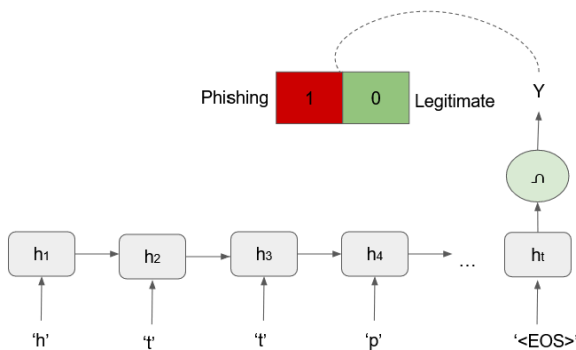 Phishing 1 0 Legitimate
Y
h1 h2 h3 h4 ... ht
'h' 't' 't' 'p' '<EOS>'